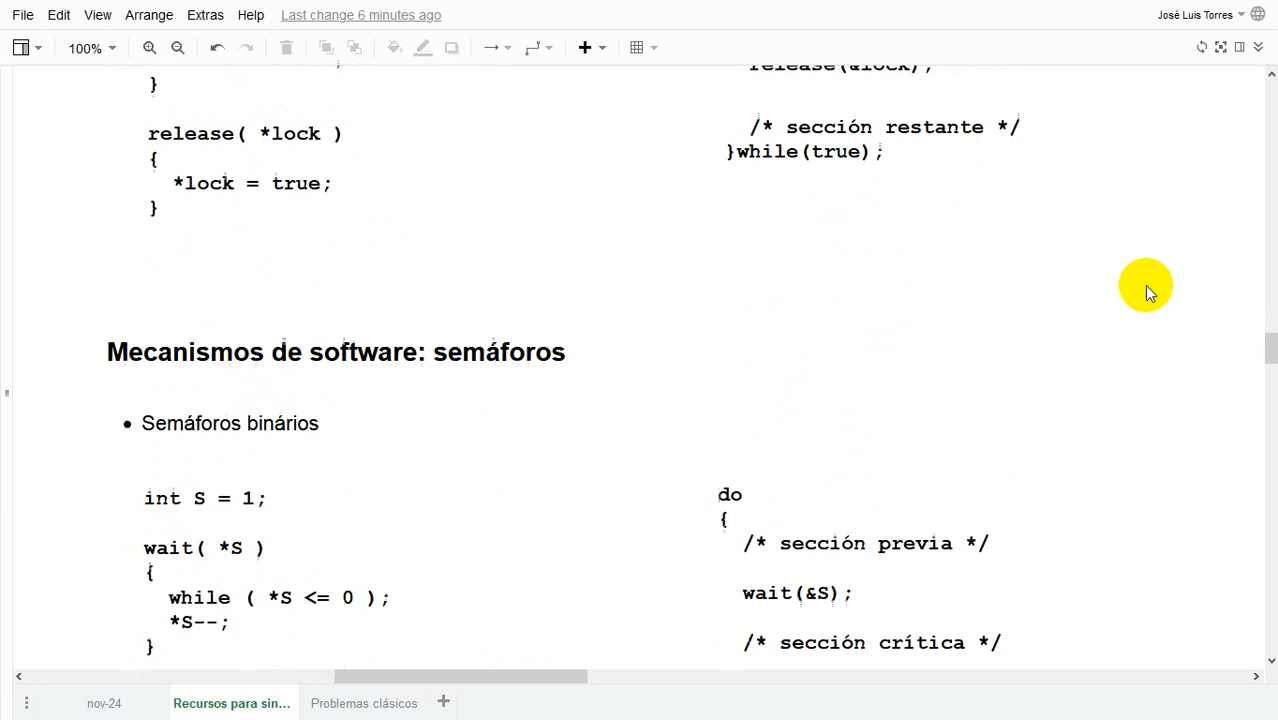 File Edit View Arrange Extras Help Last change 6 minutes ago José Luis Torres
100%
}
release( *lock )
{
*lock = true;
}
release(&lock);
/* sección restante */
}while(true);
Mecanismos de software: semáforos
• Semáforos binários
int S = 1;
wait( *S )
{
while ( *S <= 0 );
*S--;
}
do
{
/* sección previa */
wait(&S);
/* sección crítica */
nov-24 Recursos para sin... Problemas clásicos